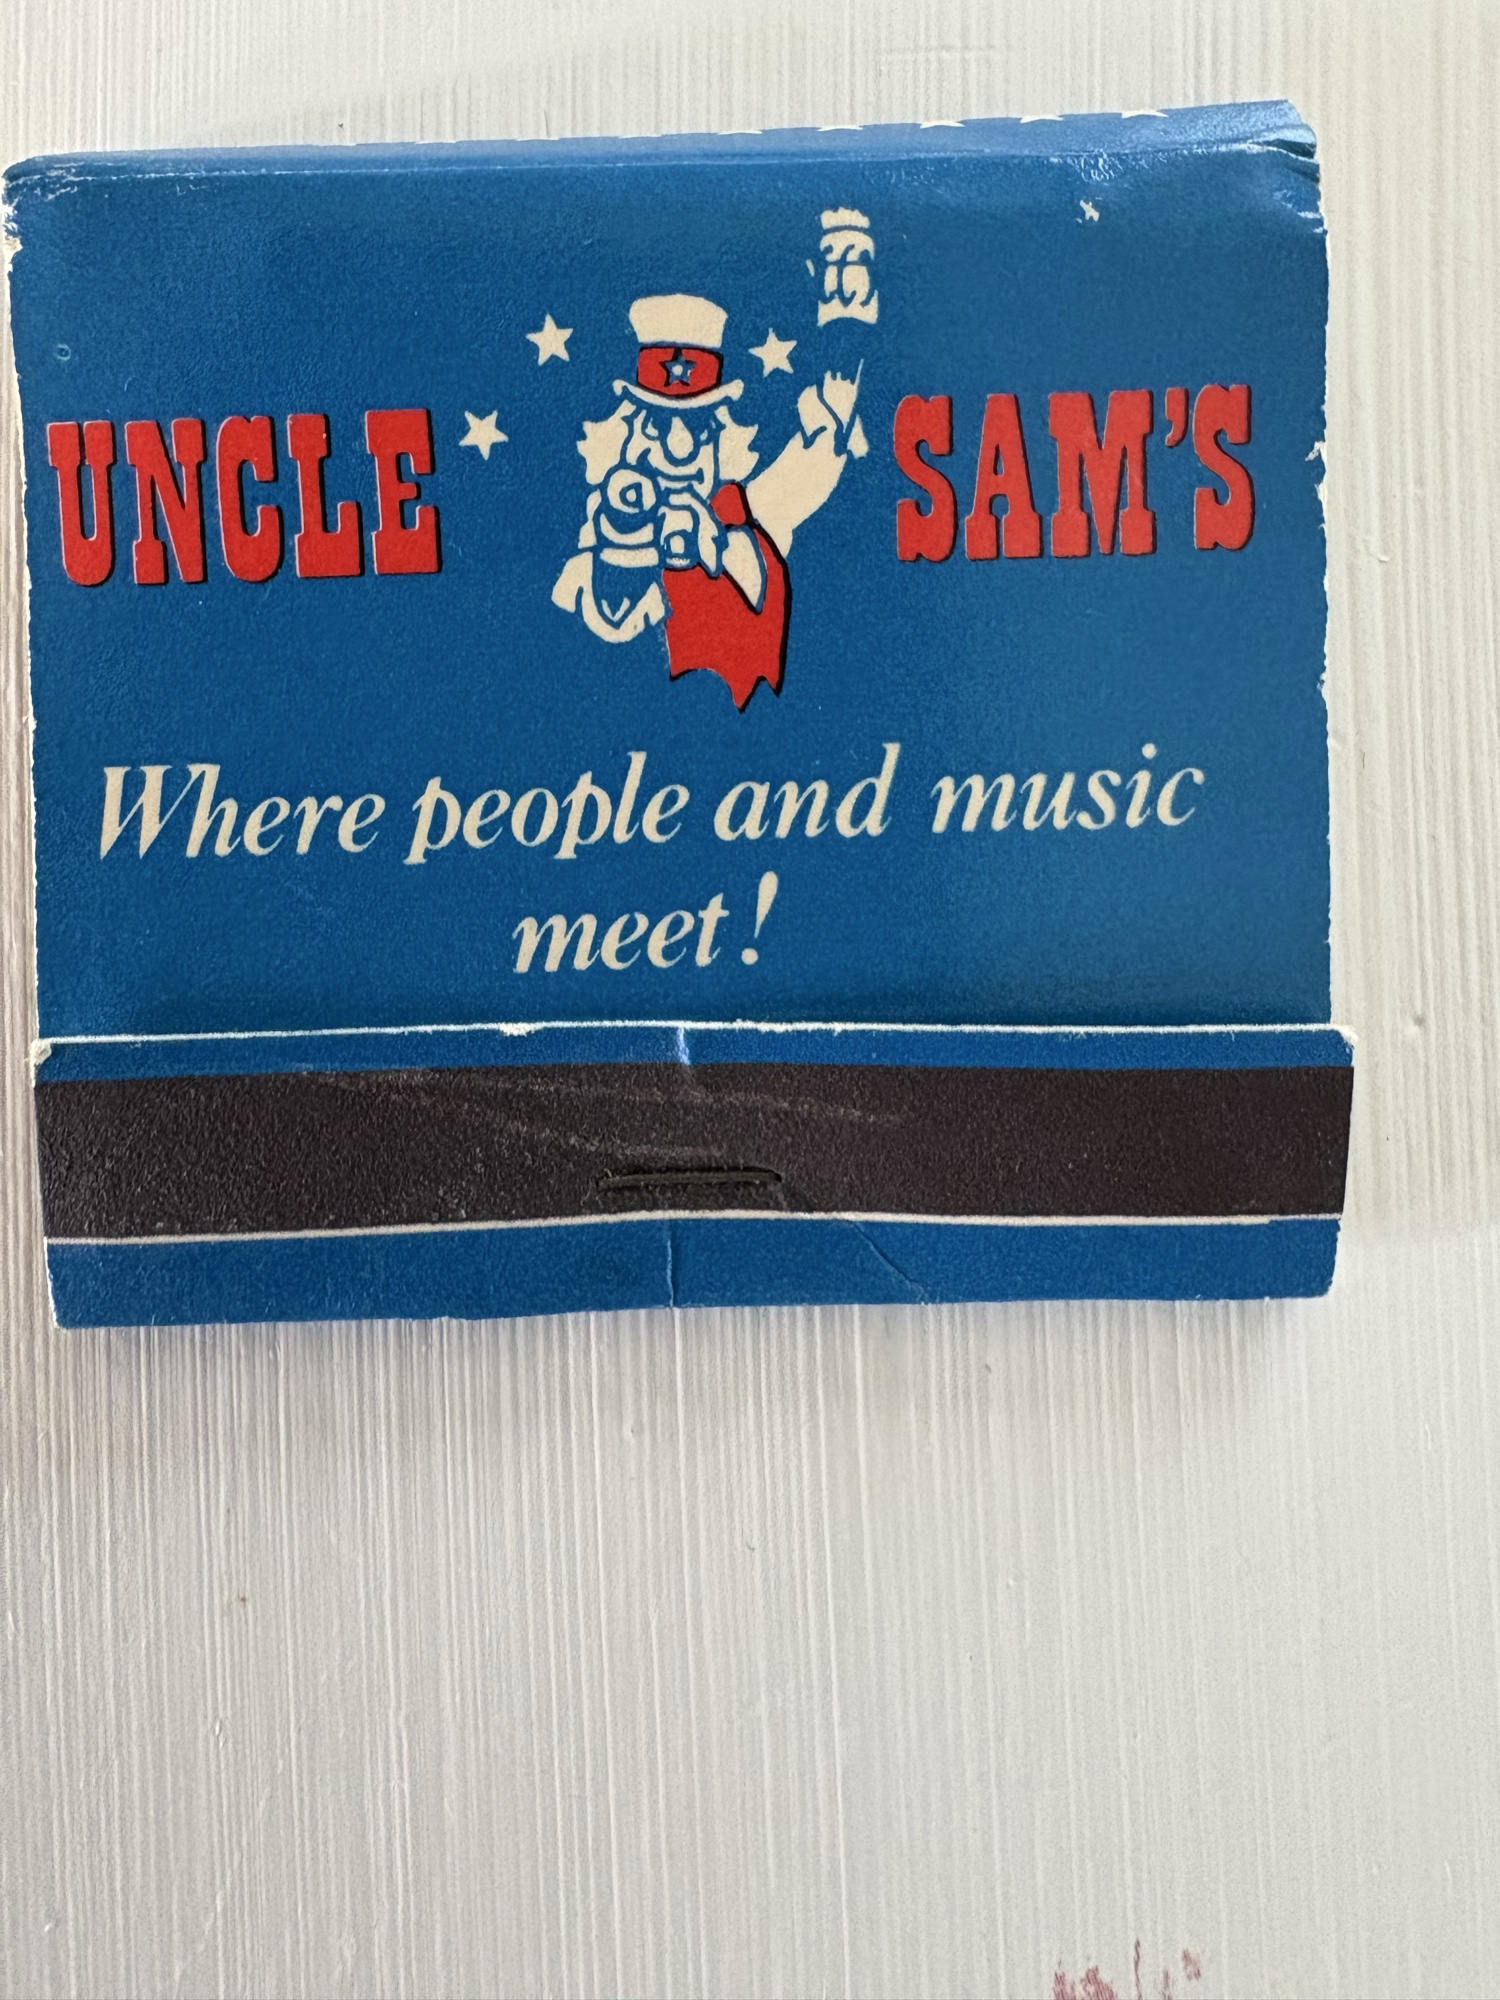 UNCLE SAM'S
Where people and music
meet!